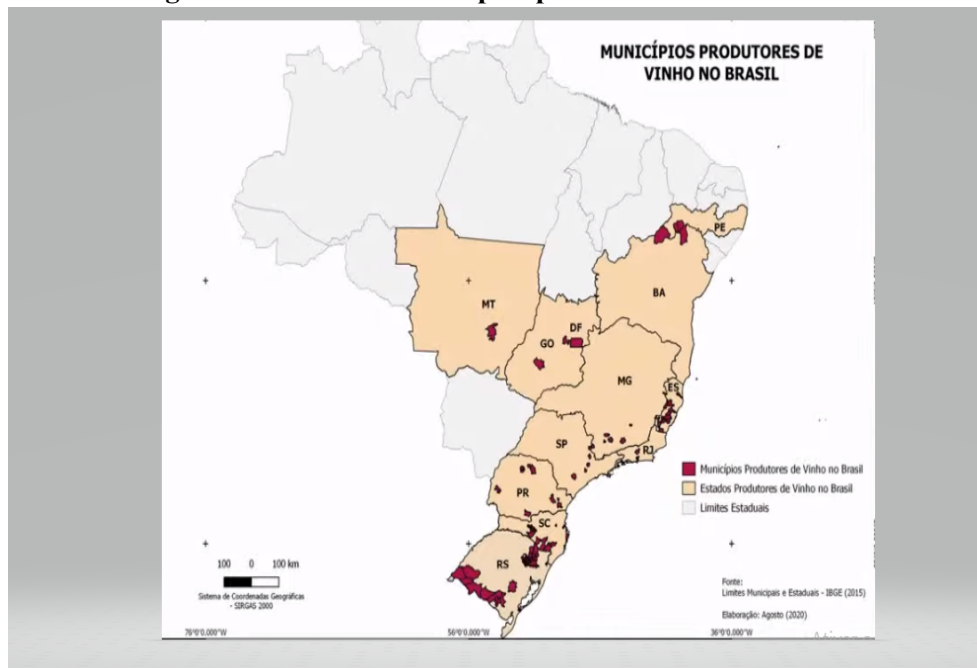 MUNICÍPIOS PRODUTORES DE
VINHO NO BRASIL
PE
BA
MT
DF
GO
MG
ES
SP
RJ
PR
SC
RS
Municípios Produtores de Vinho no Brasil
Estados Produtores de Vinho no Brasil
Limites Estaduais
100 0 100 km
Sistema de Coordenadas Geográficas
- SIRGAS 2000
Fonte:
Limites Municipais e Estaduais - IBGE (2015)
Elaboração: Agosto (2020)
76°0'0.000"W 56°0'0.000"W 36°0'0.000"W